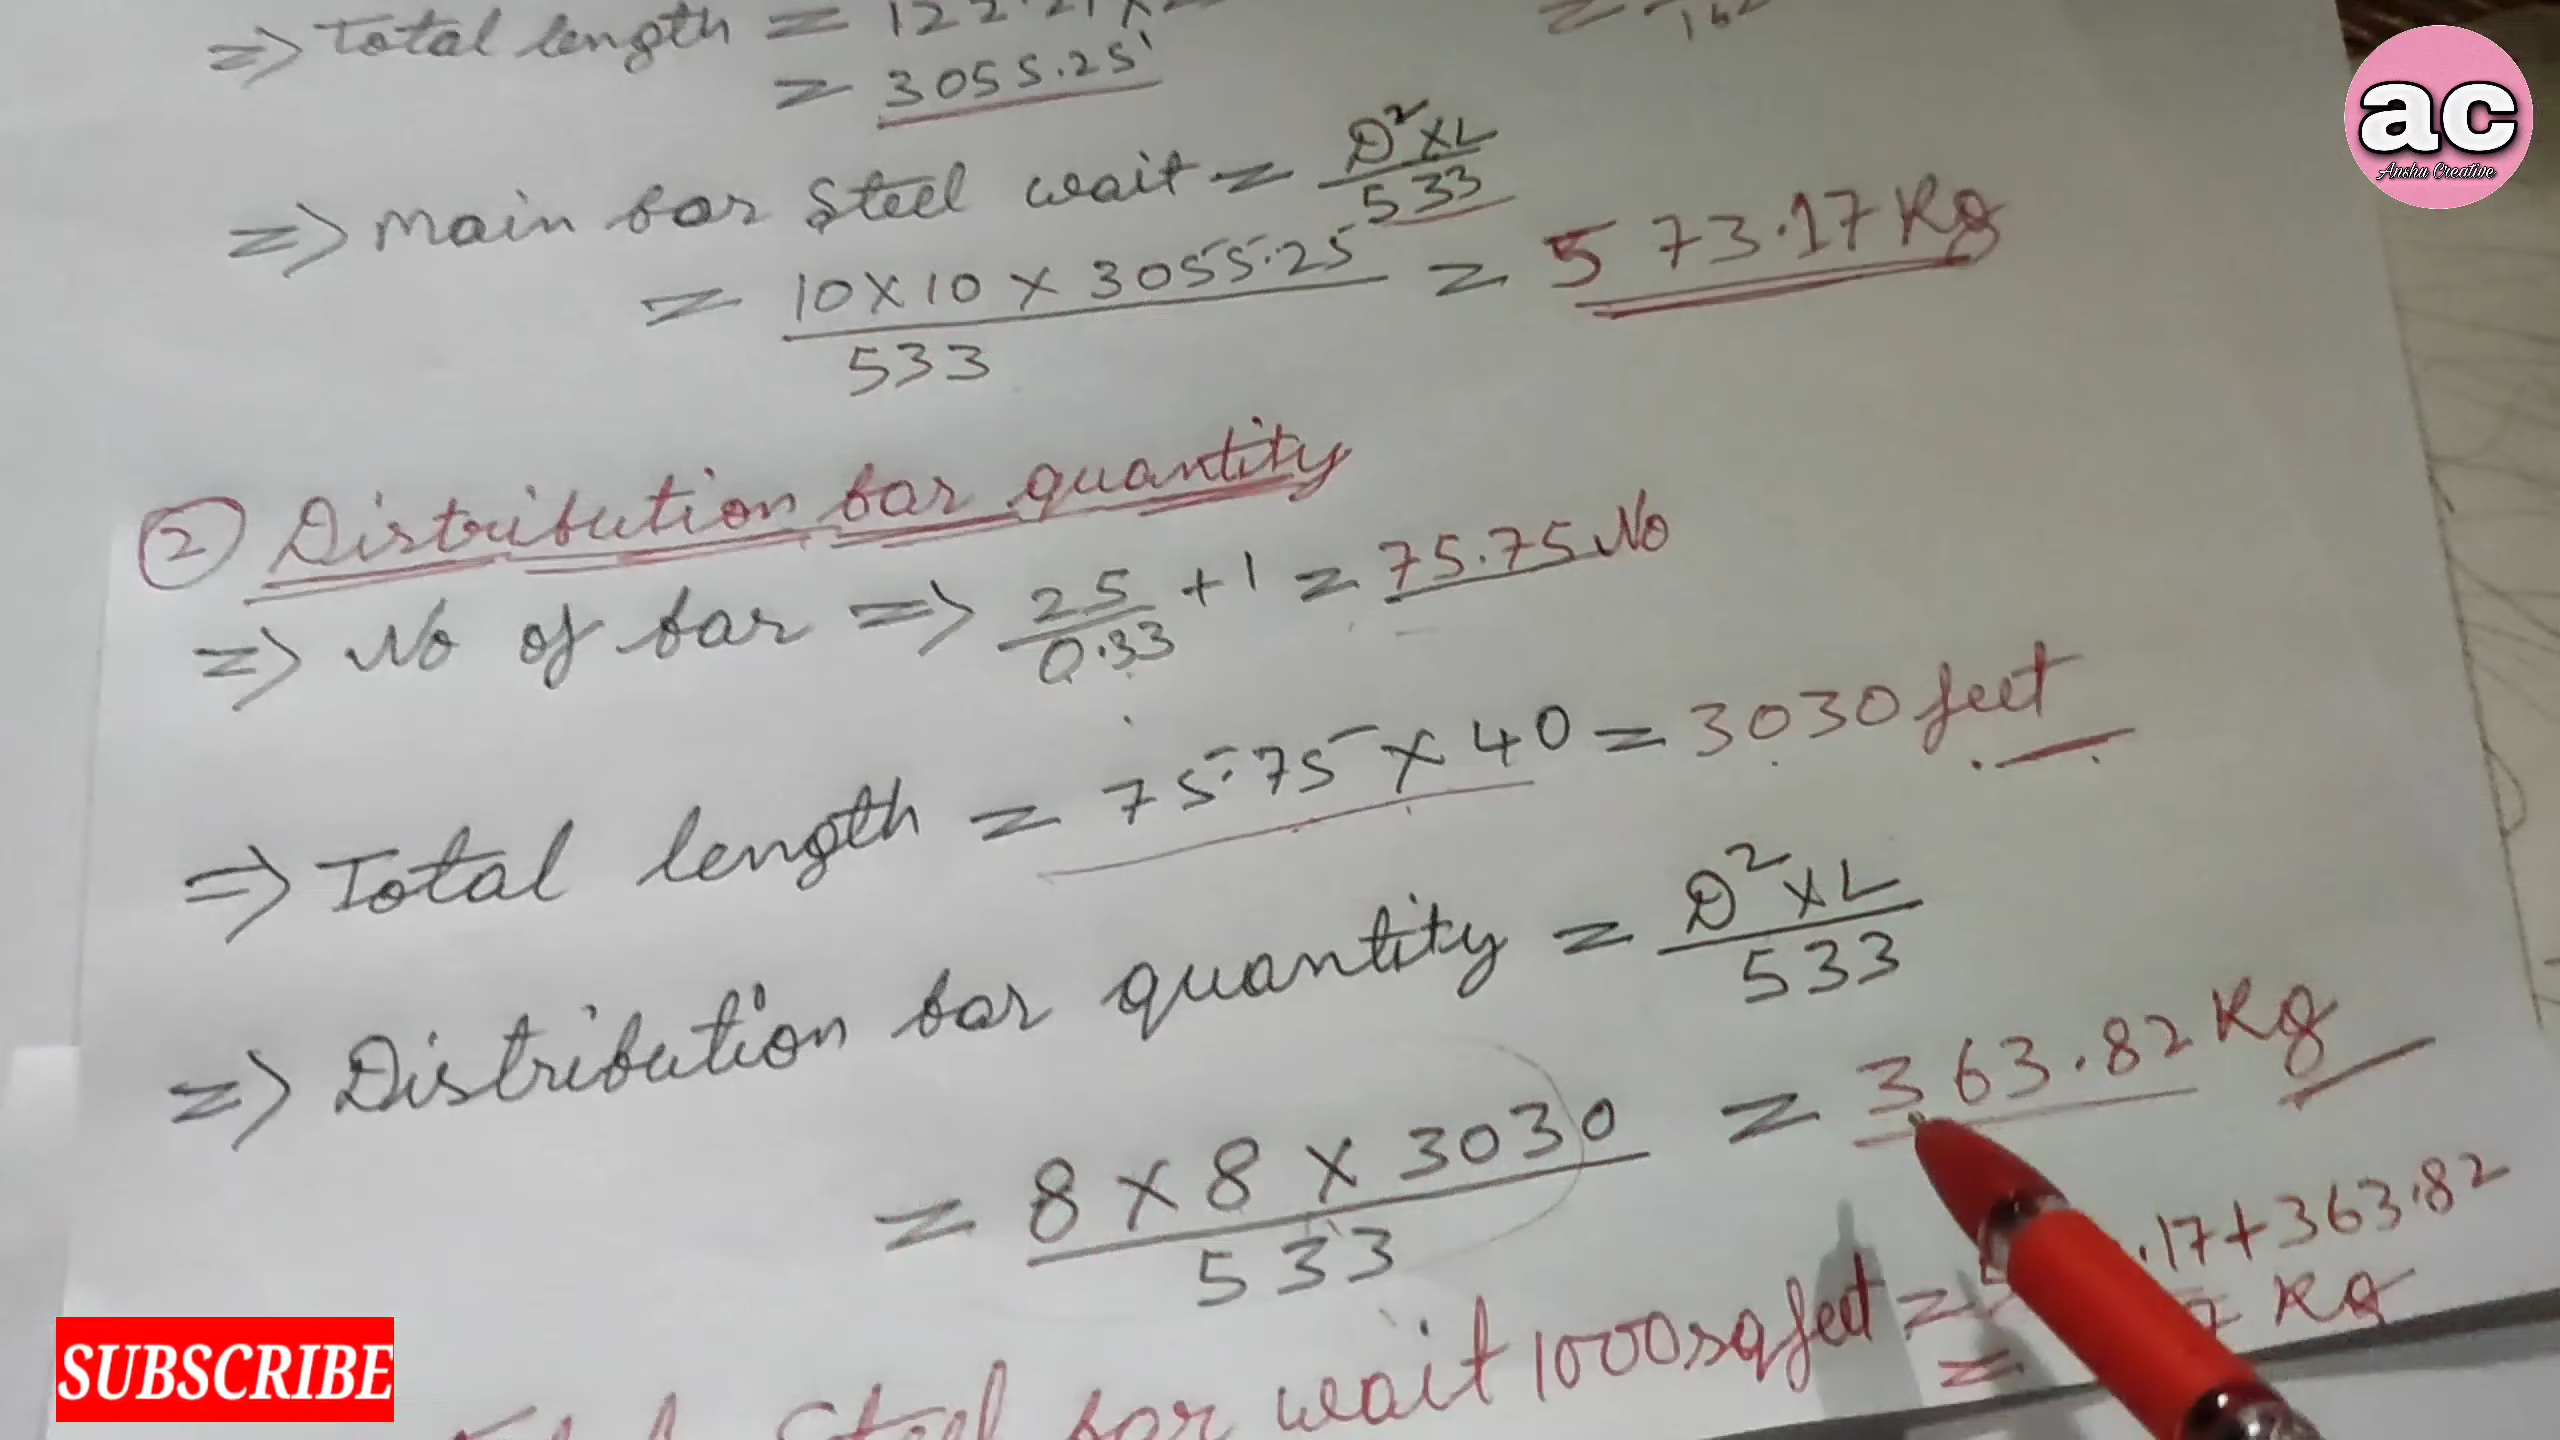 => Total length = 122.21 x
= 3055.25'
=> Main bar Steel wait = D² x L / 533
= 10 x 10 x 3055.25 / 533 = 573.17 Kg
② Distribution bar quantity
=> No of bar => 25 / 0.33 + 1 = 75.75 No
=> Total length = 75.75 x 40 = 3030 feet
=> Distribution bar quantity = D² x L / 533
= 8 x 8 x 3030 / 533 = 363.82 Kg
Steel bar wait 1000 sq feet = .17 + 363.82
= Kg
ac
Anshu Creative
SUBSCRIBE